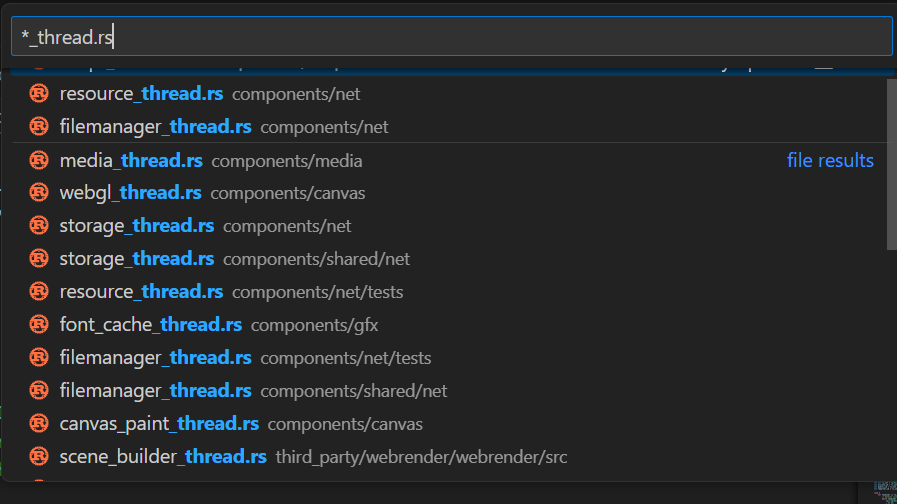 *_thread.rs
resource_thread.rs components/net
filemanager_thread.rs components/net
media_thread.rs components/media file results
webgl_thread.rs components/canvas
storage_thread.rs components/net
storage_thread.rs components/shared/net
resource_thread.rs components/net/tests
font_cache_thread.rs components/gfx
filemanager_thread.rs components/net/tests
filemanager_thread.rs components/shared/net
canvas_paint_thread.rs components/canvas
scene_builder_thread.rs third_party/webrender/webrender/src